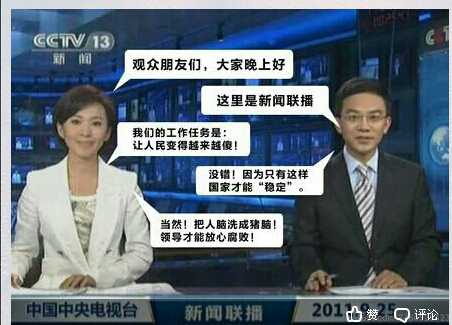 CCTV 13
新闻
观众朋友们，大家晚上好
这里是新闻联播
我们的工作任务是：
让人民变得越来越傻！
没错！因为只有这样
国家才能“稳定”。
当然！把人脑洗成猪脑！
领导才能放心腐败！
中国中央电视台
新闻联播
赞 评论